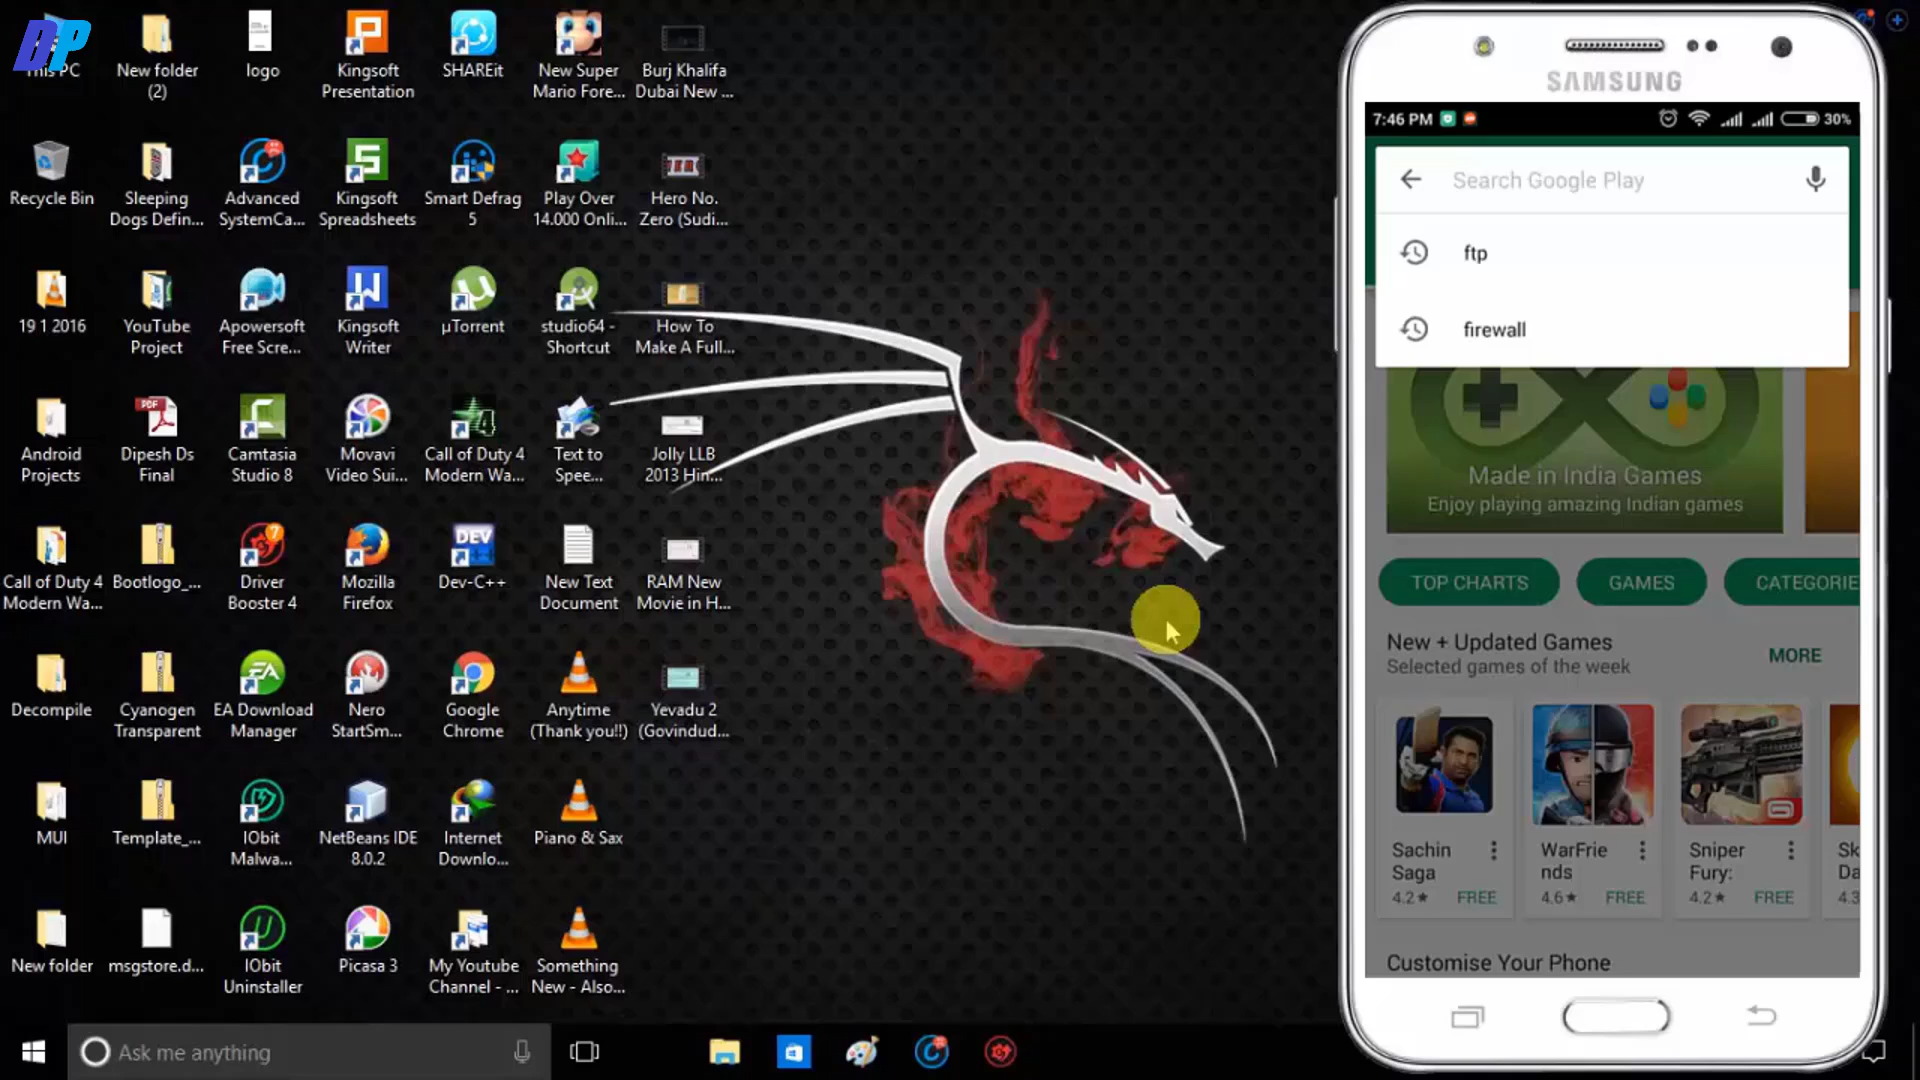 DP
This PC
New folder
(2)
logo
Kingsoft
Presentation
SHAREit
New Super
Mario Fore...
Burj Khalifa
Dubai New ...
Recycle Bin
Sleeping
Dogs Defin...
Advanced
SystemCa...
Kingsoft
Spreadsheets
Smart Defrag
5
Play Over
14.000 Onli...
Hero No.
Zero (Sudi...
19 1 2016
YouTube
Project
Apowersoft
Free Scre...
Kingsoft
Writer
µTorrent
studio64 -
Shortcut
How To
Make A Full...
Android
Projects
PDF
Dipesh Ds
Final
Camtasia
Studio 8
Movavi
Video Sui...
Call of Duty 4
Modern Wa...
Text to
Spee...
Jolly LLB
2013 Hin...
Call of Duty 4
Modern Wa...
Bootlogo_...
Driver
Booster 4
Mozilla
Firefox
DEV
Dev-C++
New Text
Document
RAM New
Movie in H...
Decompile
Cyanogen
Transparent
EA Download
Manager
Nero
StartSm...
Google
Chrome
Anytime
(Thank you!!)
Yevadu 2
(Govindud...
MUI
Template_...
IObit
Malwa...
NetBeans IDE
8.0.2
Internet
Downlo...
Piano & Sax
New folder
msgstore.d...
IObit
Uninstaller
Picasa 3
My Youtube
Channel - ...
Something
New - Also...
Ask me anything
SAMSUNG
7:46 PM
30%
Search Google Play
ftp
firewall
Made in India Games
Enjoy playing amazing Indian games
TOP CHARTS
GAMES
CATEGORIE
New + Updated Games
Selected games of the week
MORE
Sachin
Saga
4.2★ FREE
WarFrie
nds
4.6★ FREE
Sniper
Fury:
4.2★ FREE
Sk
Da
4.3
Customise Your Phone